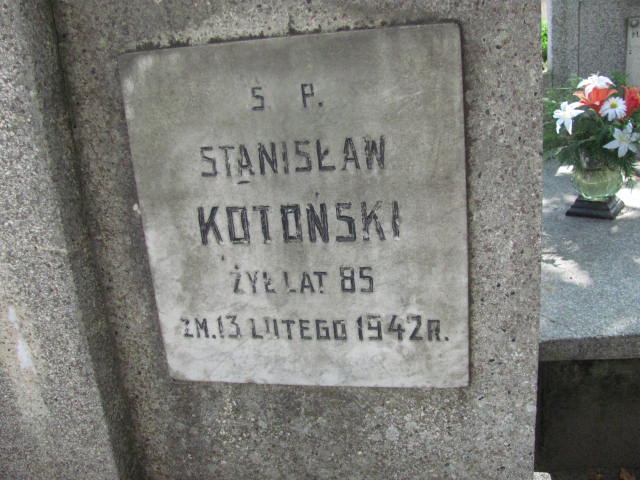 Ś P.
STANISŁAW
KOTOŃSKI
ŻYŁ LAT 85
ZM. 13 LUTEGO 1942 R.